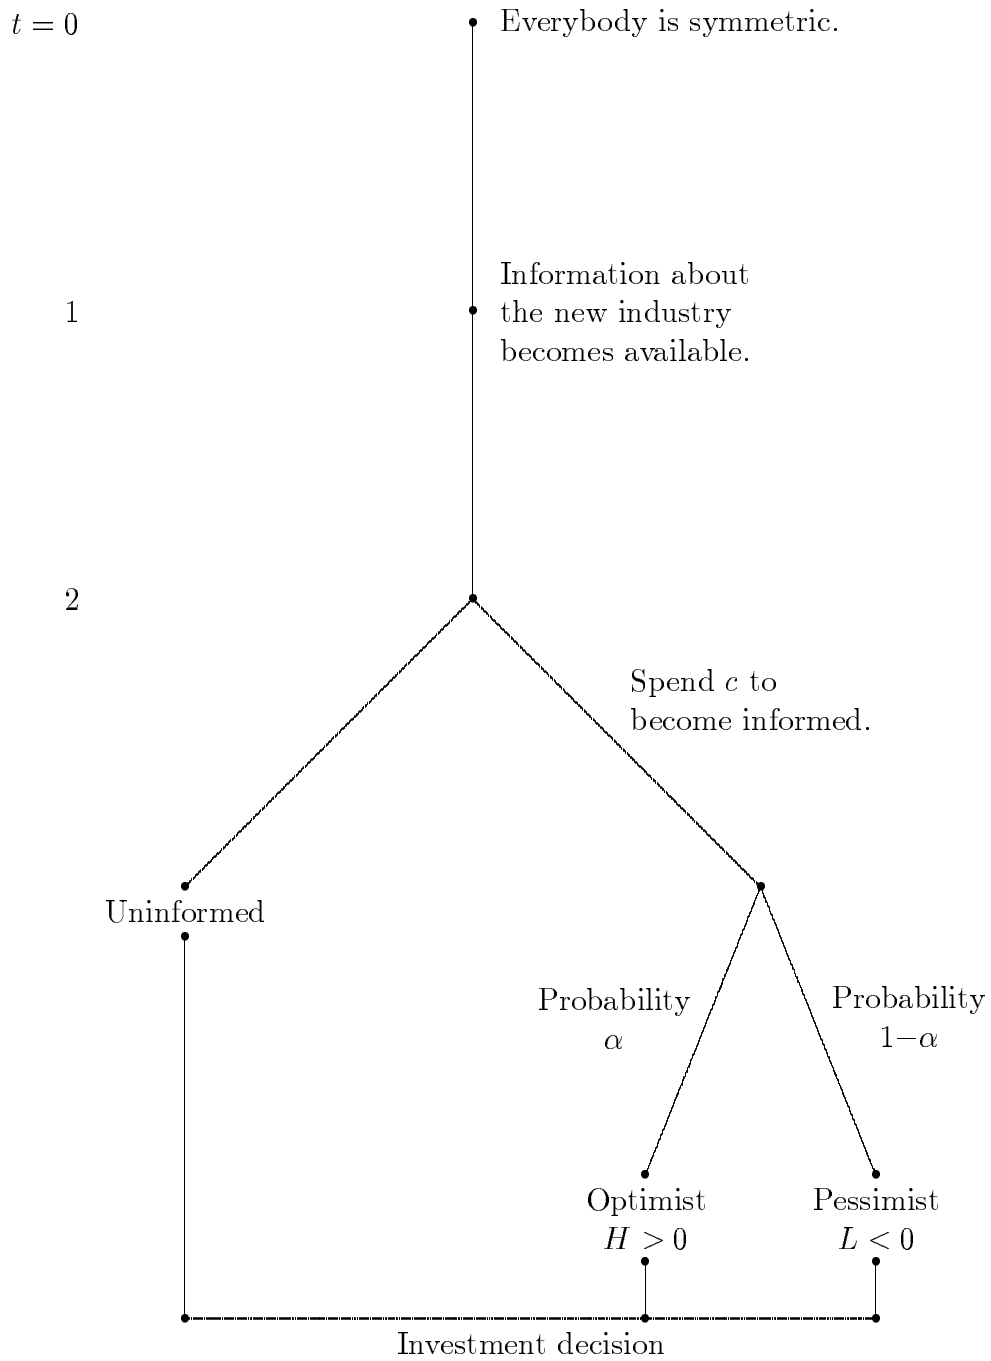 t = 0
Everybody is symmetric.
1
Information about
the new industry
becomes available.
2
Spend c to
become informed.
Uninformed
Probability
α
Probability
1−α
Optimist
H > 0
Pessimist
L < 0
Investment decision